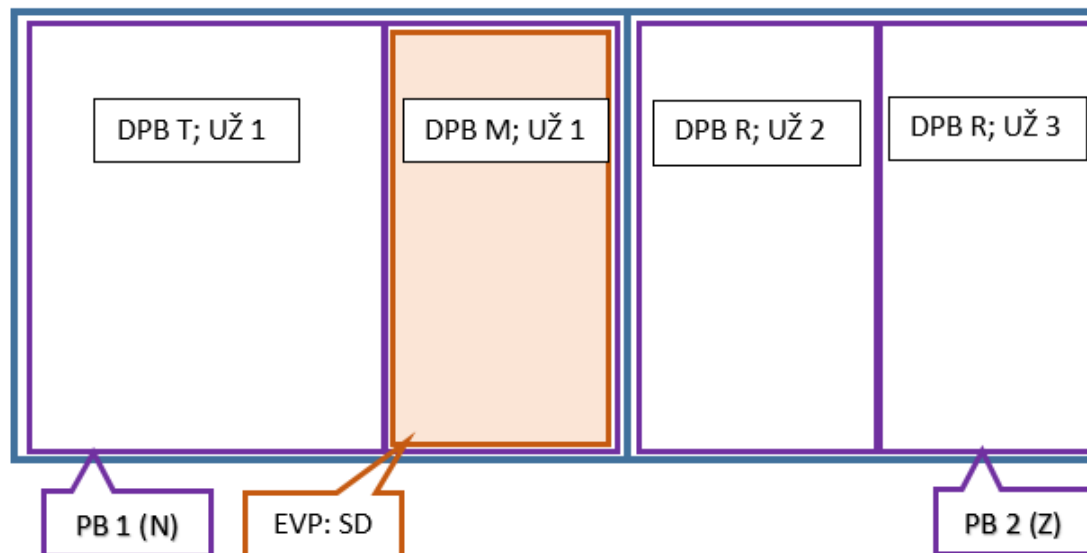 DPB T; UŽ 1
DPB M; UŽ 1
DPB R; UŽ 2
DPB R; UŽ 3
PB 1 (N)
EVP: SD
PB 2 (Z)